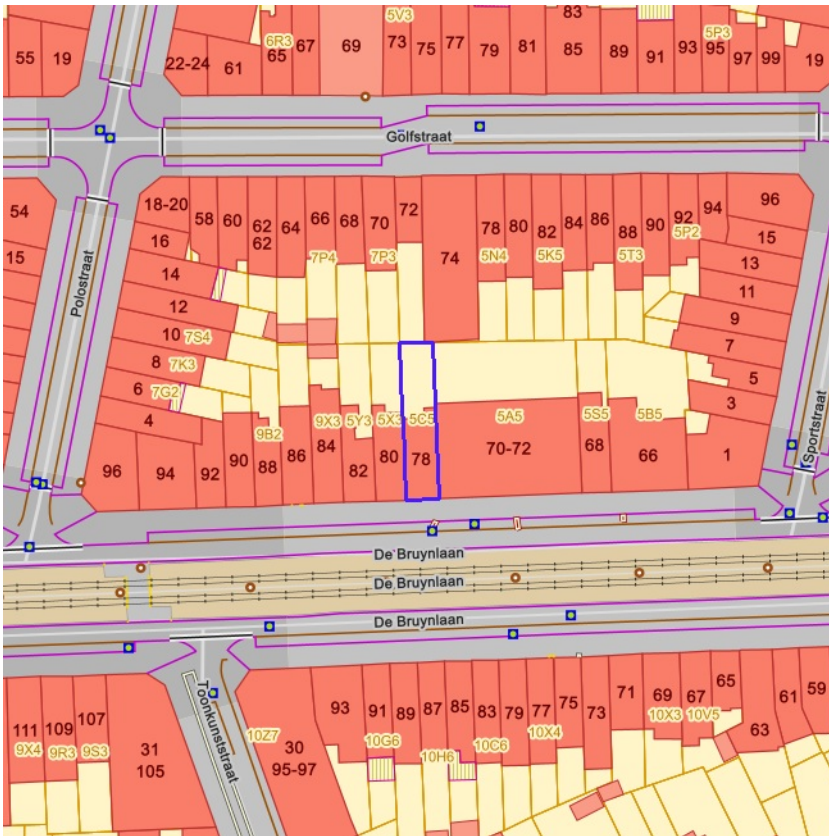 5V3
83
55
19
22-24
61
6R3
65
67
69
73
75
77
79
81
85
89
91
93
5P3
95
97
99
19
Golfstraat
54
15
Polostraat
18-20
58
60
62
62
64
66
68
70
72
74
78
80
82
84
86
88
90
92
94
96
16
14
12
10
7S4
8
7K3
6
7G2
4
7P4
7P3
5N4
5K5
5T3
5P2
15
13
11
9
7
5
3
1
Sportstraat
96
94
92
90
9B2
88
86
9X3
84
5Y3
82
5X3
80
5C5
78
5A5
70-72
5S5
68
5B5
66
De Bruynlaan
De Bruynlaan
De Bruynlaan
Toonkunststraat
111
9X4
109
9R3
107
9S3
31
105
10Z7
30
95-97
93
91
10G6
89
87
10H6
85
83
10C6
79
77
10X4
75
73
71
69
10X3
67
10V5
65
63
61
59